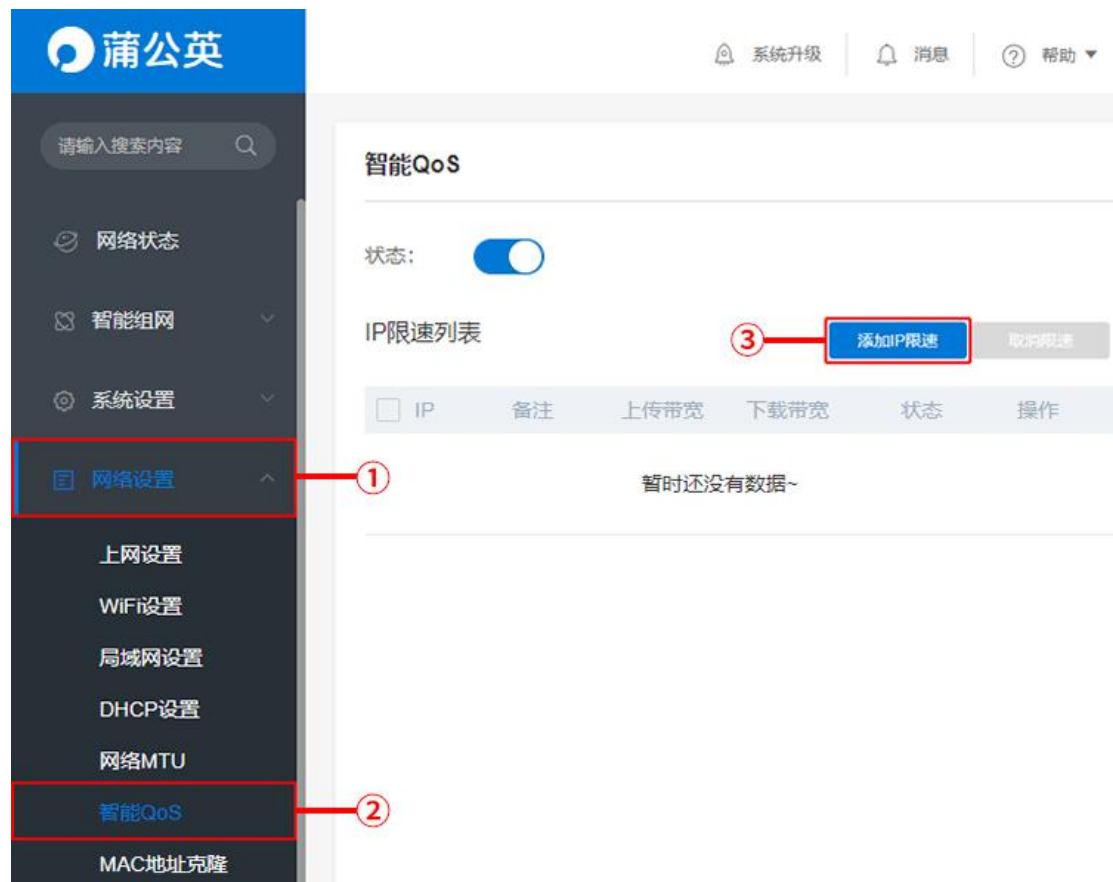 蒲公英
系统升级 消息 帮助
请输入搜索内容
智能QoS
网络状态
状态:
智能组网
IP限速列表
③ 添加IP限速 取消限速
系统设置
IP 备注 上传带宽 下载带宽 状态 操作
网络设置 ①
暂时还没有数据~
上网设置
WiFi设置
局域网设置
DHCP设置
网络MTU
智能QoS ②
MAC地址克隆